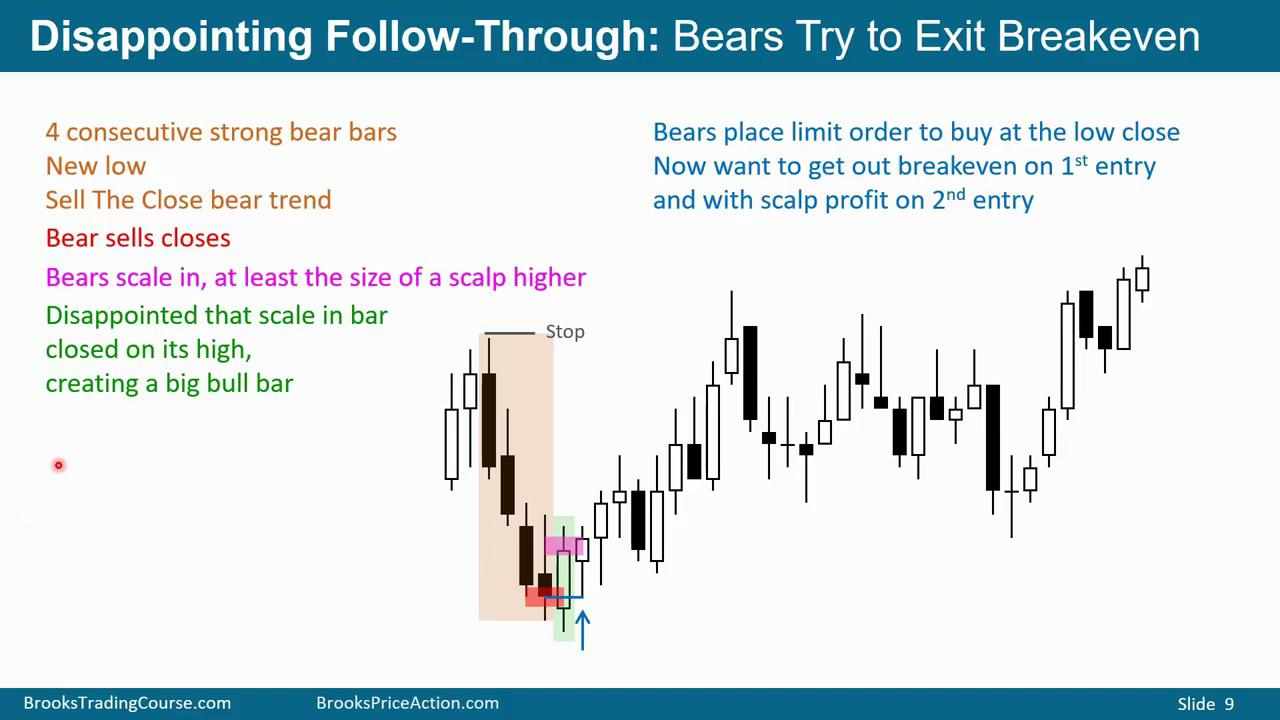 Disappointing Follow-Through: Bears Try to Exit Breakeven
4 consecutive strong bear bars
New low
Sell The Close bear trend
Bear sells closes
Bears scale in, at least the size of a scalp higher
Disappointed that scale in bar
closed on its high,
creating a big bull bar
Bears place limit order to buy at the low close
Now want to get out breakeven on 1st entry
and with scalp profit on 2nd entry
Stop
BrooksTradingCourse.com
BrooksPriceAction.com
Slide 9